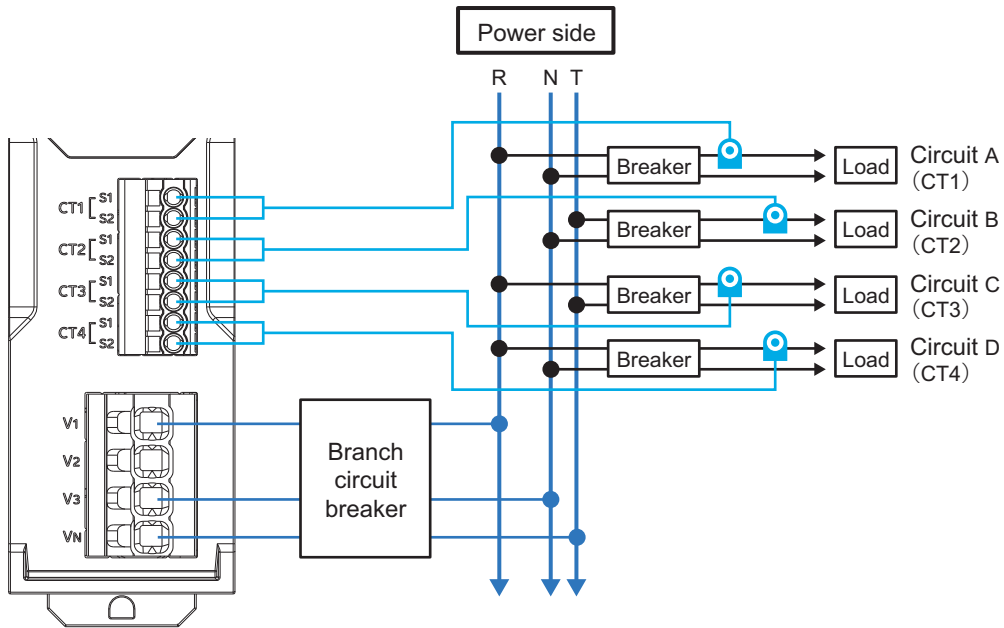 Power side
R N T
Breaker
Load
Circuit A
（CT1）
CT1 S1
S2
Breaker
Load
Circuit B
（CT2）
CT2 S1
S2
Breaker
Load
Circuit C
（CT3）
CT3 S1
S2
Breaker
Load
Circuit D
（CT4）
CT4 S1
S2
V1
V2
V3
VN
Branch
circuit
breaker